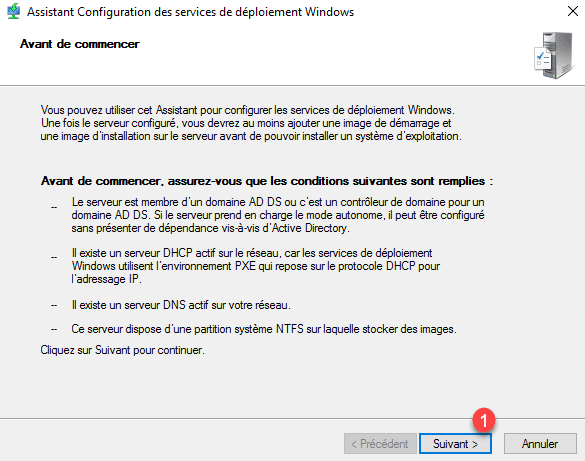 Assistant Configuration des services de déploiement Windows
Avant de commencer
Vous pouvez utiliser cet Assistant pour configurer les services de déploiement Windows.
Une fois le serveur configuré, vous devrez au moins ajouter une image de démarrage et
une image d'installation sur le serveur avant de pouvoir installer un système d'exploitation.
Avant de commencer, assurez-vous que les conditions suivantes sont remplies :
-- Le serveur est membre d'un domaine AD DS ou c'est un contrôleur de domaine pour un
domaine AD DS. Si le serveur prend en charge le mode autonome, il peut être configuré
sans présenter de dépendance vis-à-vis d'Active Directory.
-- Il existe un serveur DHCP actif sur le réseau, car les services de déploiement
Windows utilisent l'environnement PXE qui repose sur le protocole DHCP pour
l'adressage IP.
-- Il existe un serveur DNS actif sur votre réseau.
-- Ce serveur dispose d'une partition système NTFS sur laquelle stocker des images.
Cliquez sur Suivant pour continuer.
1
< Précédent Suivant > Annuler